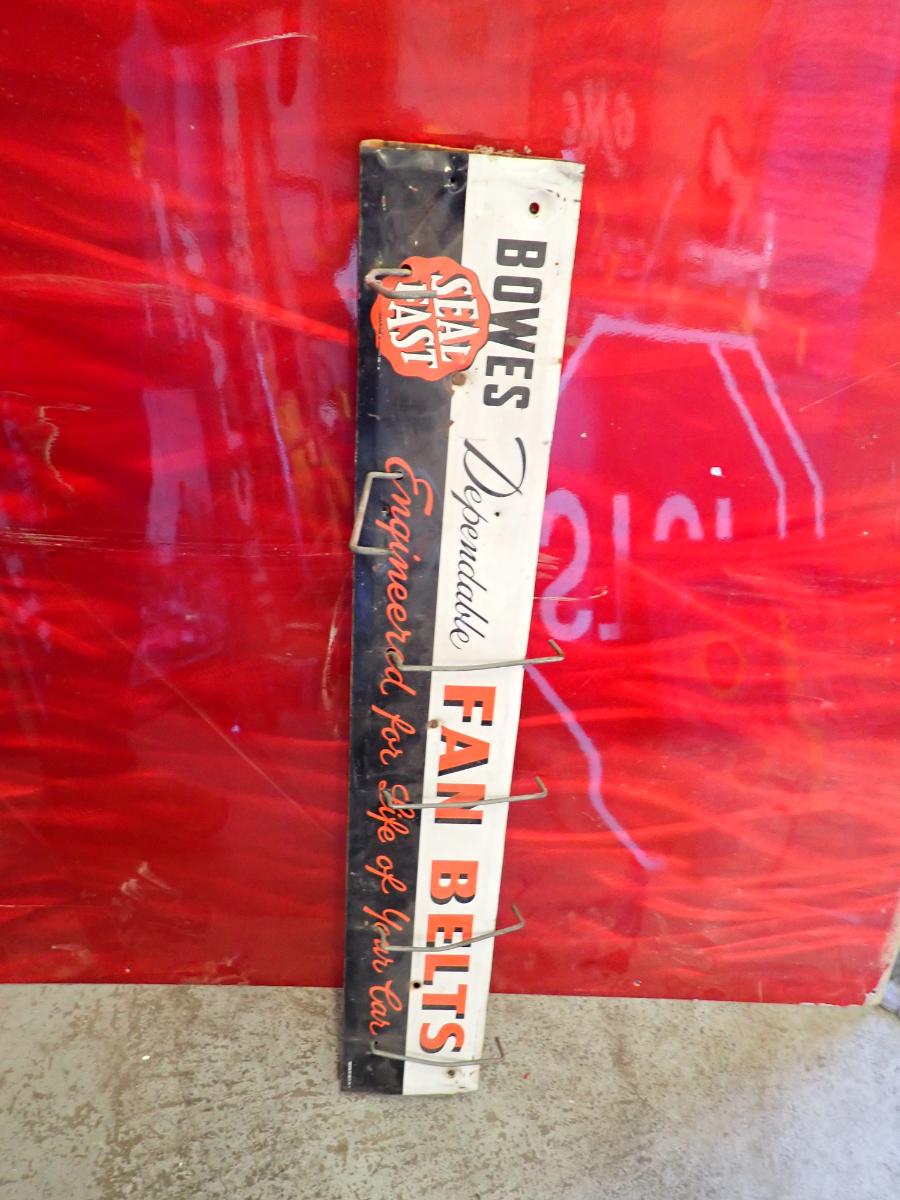 BOWES Dependable FAN BELTS
SEAL
FAST
Engineered for Life of Your Car